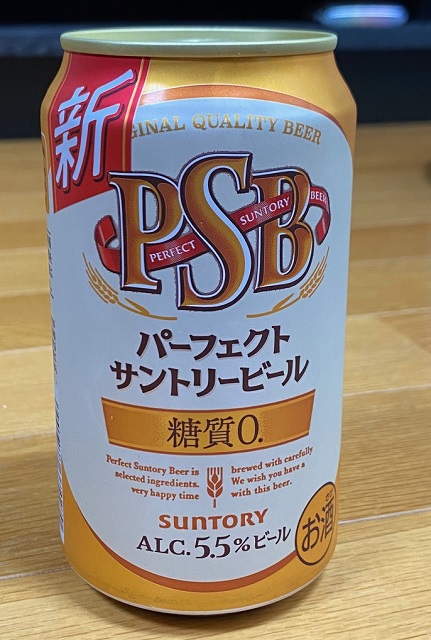 新
GINAL QUALITY BEER
PSB
PERFECT SUNTORY BEER
パーフェクト
サントリービール
糖質0.
Perfect Suntory Beer is brewed with carefully
selected ingredients. We wish you have a
very happy time with this beer.
SUNTORY
ALC.5.5%ビール
お酒